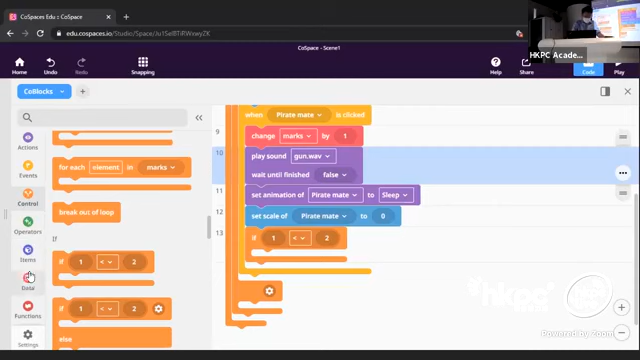 CoSpaces Edu :: CoSpace
edu.cospaces.io/Studio/Space/
Home
Undo
Redo
Snapping
CoSpace - Scene1
Help
Share
Code
Play
HKPC Acade...
CoBlocks
Actions
Events
Control
Operators
Items
Data
Functions
Settings
for each element in marks
break out of loop
If
if 1 < 2
if 1 < 2
else
when Pirate mate is clicked
9 change marks by 1
10 play sound gun.wav
wait until finished false
11 set animation of Pirate mate to Sleep
12 set scale of Pirate mate to 0
13 if 1 < 2
hkpc
Powered by Zoom